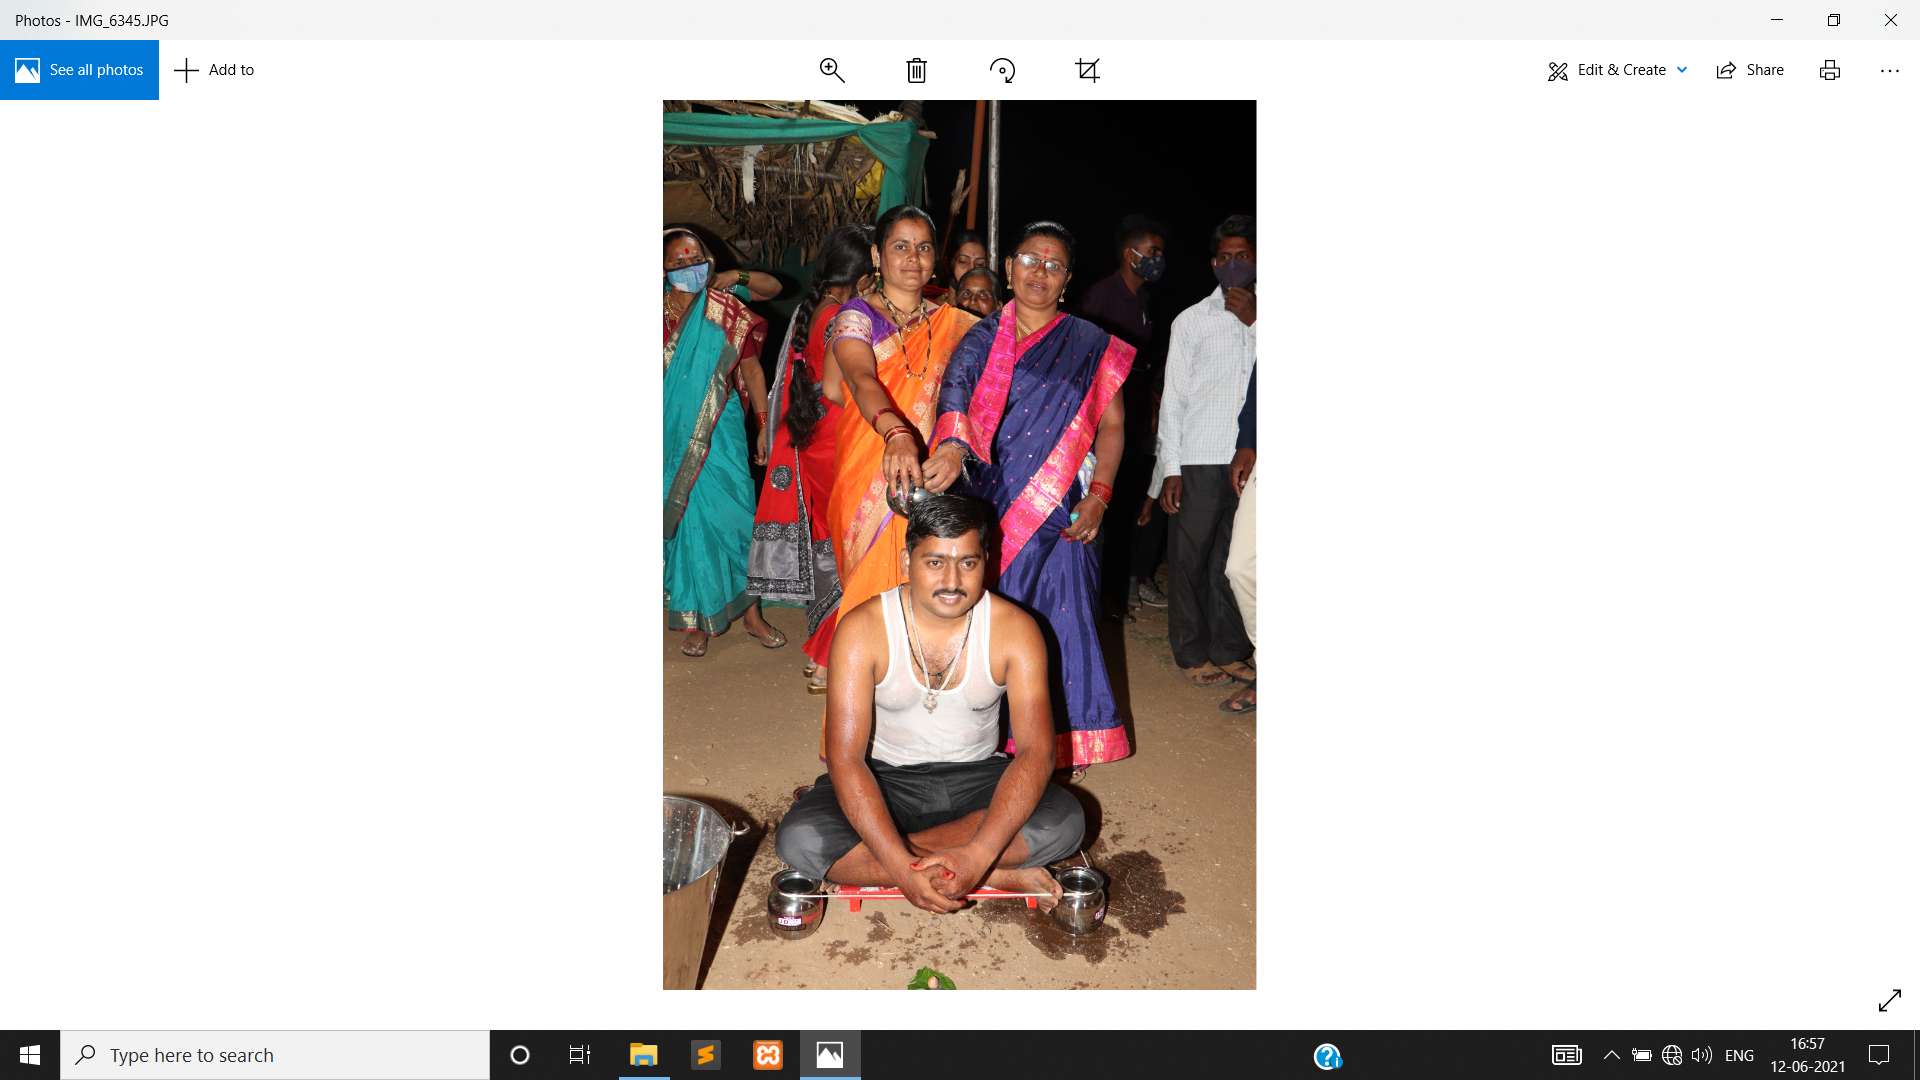 Photos - IMG_6345.JPG
See all photos
Add to
Edit & Create
Share
Type here to search
ENG
16:57
12-06-2021